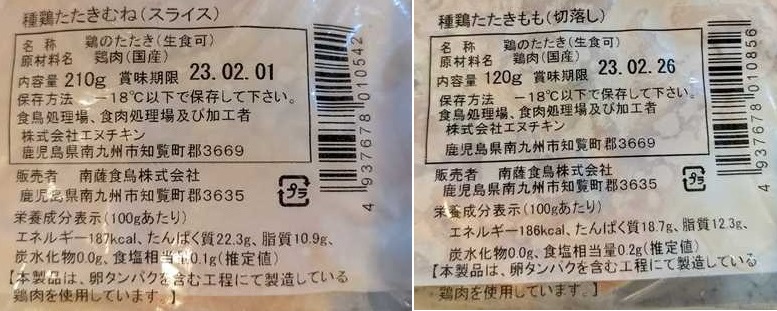 種鶏たたきむね(スライス)
名 称 鶏のたたき(生食可)
原材料名 鶏肉(国産)
内容量 210g 賞味期限 23.02.01
保存方法 －18℃以下で保存して下さい。
食鳥処理場、食肉処理場及び加工者
株式会社エヌチキン
鹿児島県南九州市知覧町郡3669
販売者 南薩食鳥株式会社
鹿児島県南九州市知覧町郡3635
プラ
4 937678 010542
栄養成分表示(100gあたり)
エネルギー187kcal、たんぱく質22.3g、脂質10.9g、
炭水化物0.0g、食塩相当量0.1g(推定値)
【本製品は、卵タンパクを含む工程にて製造している
鶏肉を使用しています。】
種鶏たたきもも(切落し)
名 称 鶏のたたき(生食可)
原材料名 鶏肉(国産)
内容量 120g 賞味期限 23.02.26
保存方法 －18℃以下で保存して下さい。
食鳥処理場、食肉処理場及び加工者
株式会社エヌチキン
鹿児島県南九州市知覧町郡3669
販売者 南薩食鳥株式会社
鹿児島県南九州市知覧町郡3635
プラ
4 937678 010856
栄養成分表示(100gあたり)
エネルギー186kcal、たんぱく質18.7g、脂質12.3g、
炭水化物0.0g、食塩相当量0.2g(推定値)
【本製品は、卵タンパクを含む工程にて製造している
鶏肉を使用しています。】